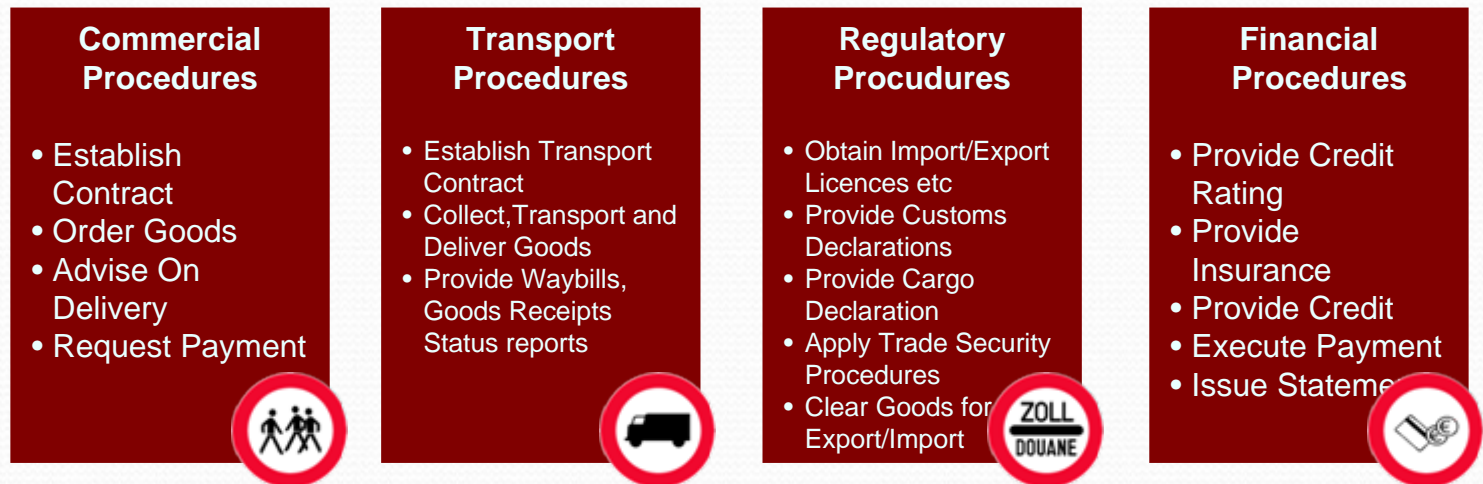 Commercial
Procedures
• Establish
Contract
• Order Goods
• Advise On
Delivery
• Request Payment
Transport
Procedures
• Establish Transport
Contract
• Collect,Transport and
Deliver Goods
• Provide Waybills,
Goods Receipts
Status reports
Regulatory
Procudures
• Obtain Import/Export
Licences etc
• Provide Customs
Declarations
• Provide Cargo
Declaration
• Apply Trade Security
Procedures
• Clear Goods for
Export/Import
ZOLL
DOUANE
Financial
Procedures
• Provide Credit
Rating
• Provide
Insurance
• Provide Credit
• Execute Payment
• Issue